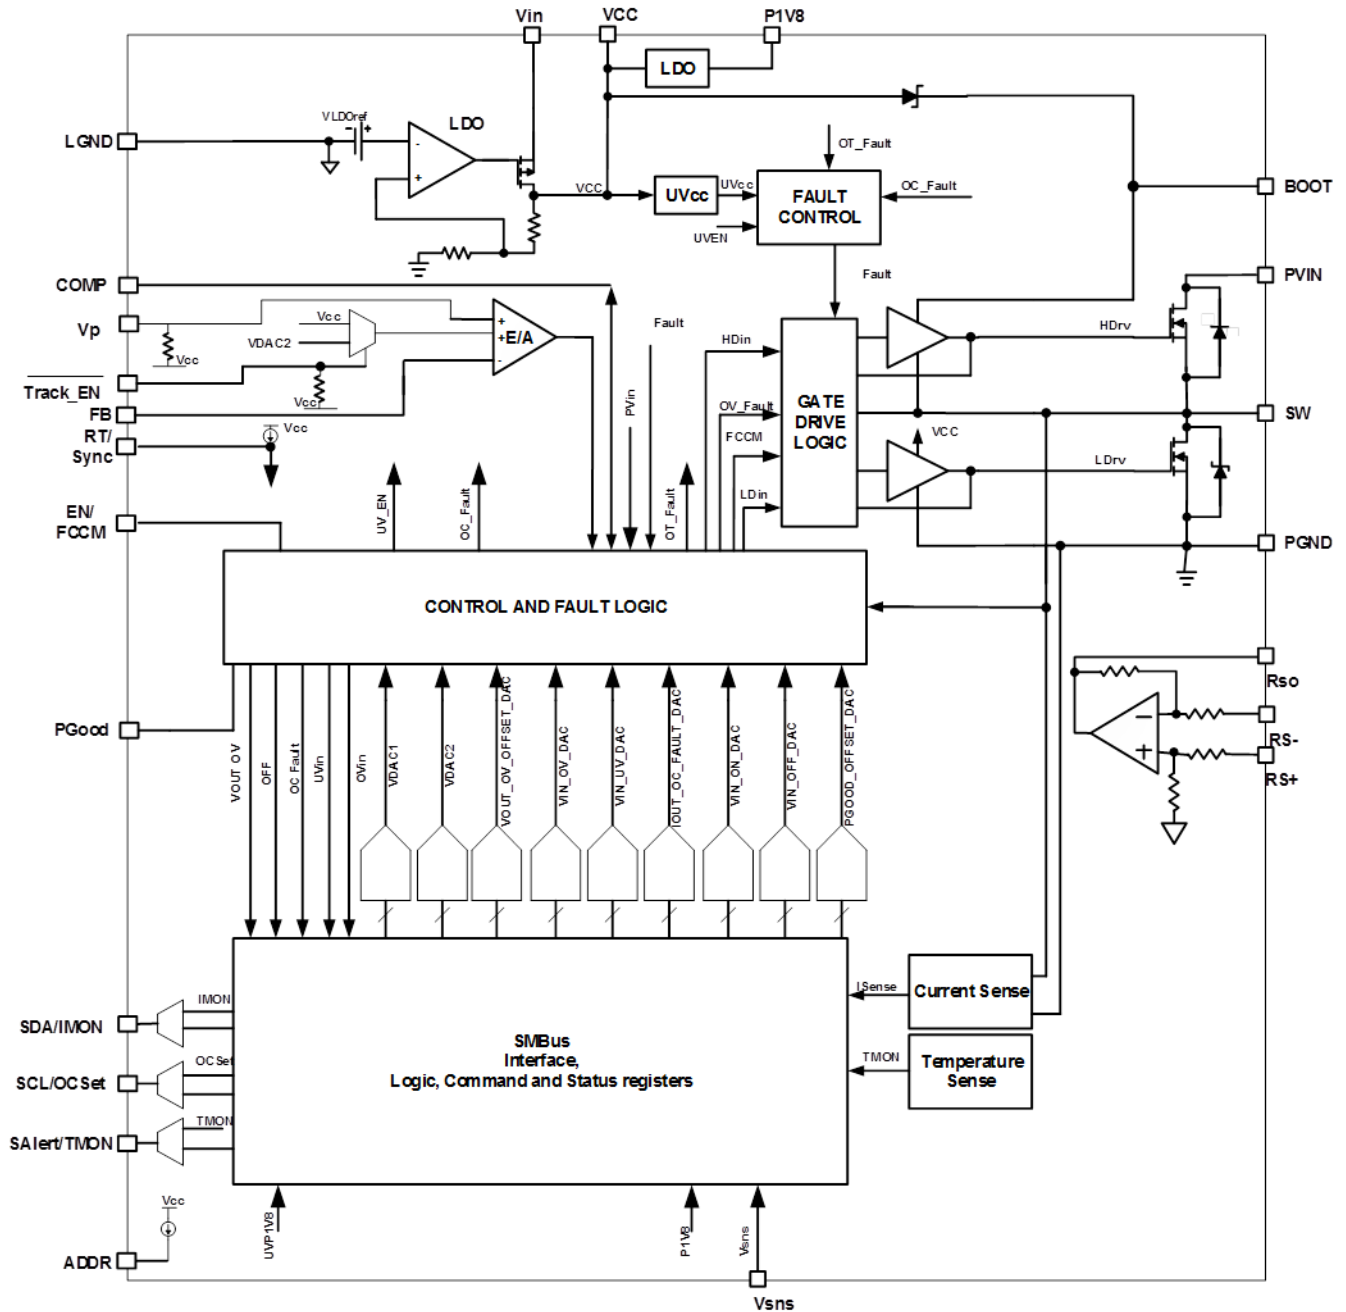 Vin
VCC
P1V8
LDO
VLDOref
- +
LDO
LGND
-
+
OT_Fault
VCC
UVcc
UVcc
FAULT
CONTROL
OC_Fault
BOOT
UVEN
Fault
COMP
PVIN
Vp
Vcc
VDAC2
+
+E/A
-
Fault
HDin
HDrv
Vcc
Track_EN
Vcc
FB
RT/
Sync
Vcc
PVin
OV_Fault
FCCM
GATE
DRIVE
LOGIC
VCC
SW
LDrv
LDin
EN/
FCCM
UV_EN
OC_Fault
OT_Fault
PGND
CONTROL AND FAULT LOGIC
Rso
RS-
RS+
−
+
PGood
VOUT OV
OFF
OC Fault
UVin
OVin
VDAC1
VDAC2
VOUT_OV_OFFSET_DAC
VIN_OV_DAC
VIN_UV_DAC
IOUT_OC_FAULT_DAC
VIN_ON_DAC
VIN_OFF_DAC
PGOOD_OFFSET_DAC
IMON
SDA/IMON
ISense
Current Sense
SMBus
Interface,
Logic, Command and Status registers
OCSet
SCL/OCSet
TMON
Temperature
Sense
TMON
SAlert/TMON
Vcc
ADDR
UVP1V8
P1V8
Vsns
Vsns